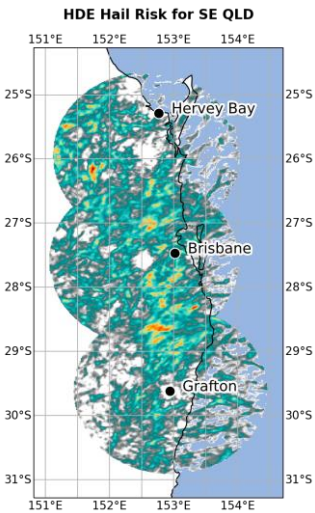 HDE Hail Risk for SE QLD
151°E 152°E 153°E 154°E
25°S 25°S
Hervey Bay
26°S 26°S
27°S 27°S
Brisbane
28°S 28°S
29°S 29°S
Grafton
30°S 30°S
31°S 31°S
151°E 152°E 153°E 154°E